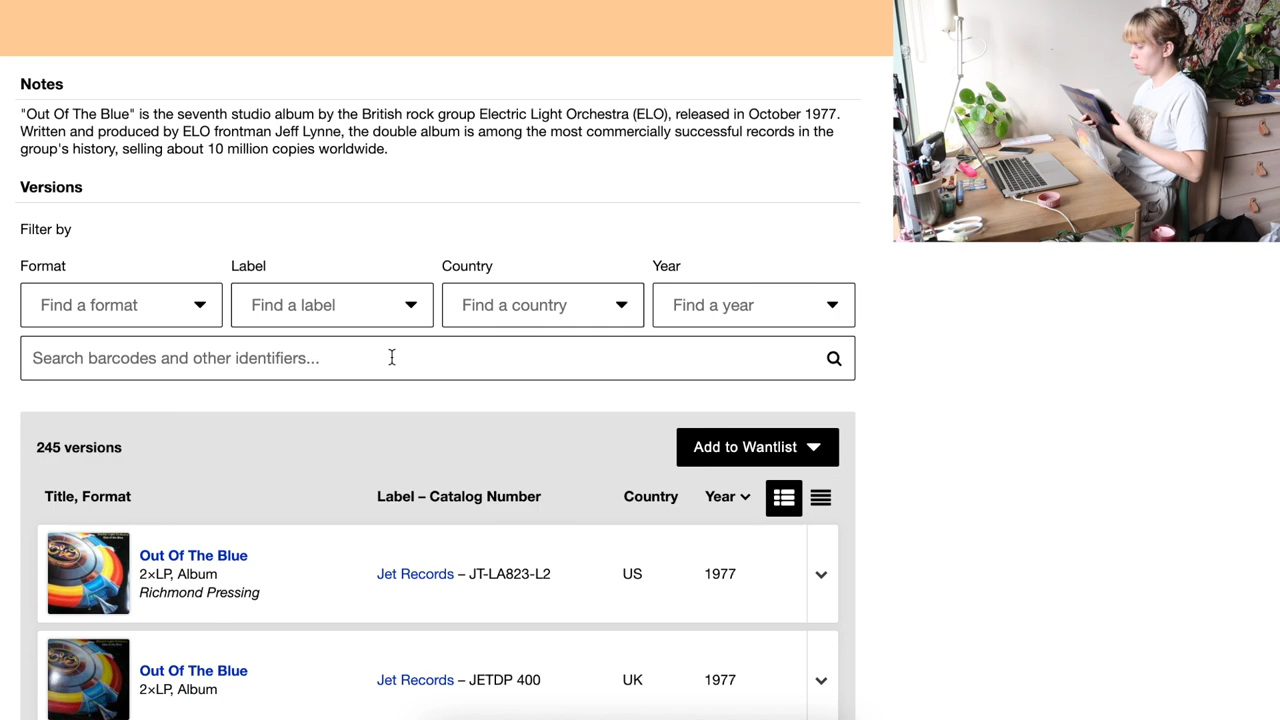 Notes
"Out Of The Blue" is the seventh studio album by the British rock group Electric Light Orchestra (ELO), released in October 1977.
Written and produced by ELO frontman Jeff Lynne, the double album is among the most commercially successful records in the
group's history, selling about 10 million copies worldwide.
Versions
Filter by
Format Label Country Year
Find a format Find a label Find a country Find a year
Search barcodes and other identifiers...
245 versions
Add to Wantlist
Title, Format Label – Catalog Number Country Year
Out Of The Blue
2×LP, Album
Richmond Pressing
Jet Records – JT-LA823-L2 US 1977
Out Of The Blue
2×LP, Album
Jet Records – JETDP 400 UK 1977